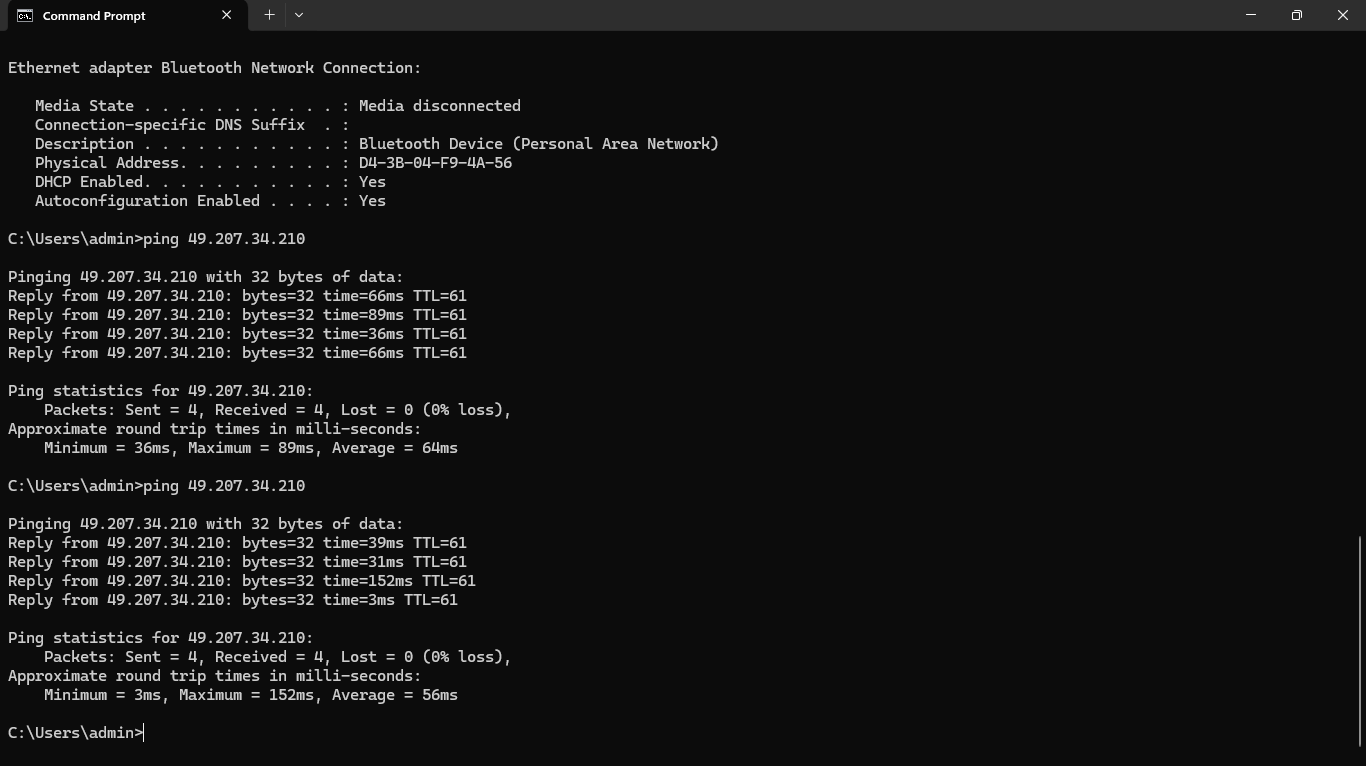 Command Prompt
Ethernet adapter Bluetooth Network Connection:
Media State . . . . . . . . . . . : Media disconnected
Connection-specific DNS Suffix  . :
Description . . . . . . . . . . . : Bluetooth Device (Personal Area Network)
Physical Address. . . . . . . . . : D4-3B-04-F9-4A-56
DHCP Enabled. . . . . . . . . . . : Yes
Autoconfiguration Enabled . . . . : Yes
C:\Users\admin>ping 49.207.34.210
Pinging 49.207.34.210 with 32 bytes of data:
Reply from 49.207.34.210: bytes=32 time=66ms TTL=61
Reply from 49.207.34.210: bytes=32 time=89ms TTL=61
Reply from 49.207.34.210: bytes=32 time=36ms TTL=61
Reply from 49.207.34.210: bytes=32 time=66ms TTL=61
Ping statistics for 49.207.34.210:
Packets: Sent = 4, Received = 4, Lost = 0 (0% loss),
Approximate round trip times in milli-seconds:
Minimum = 36ms, Maximum = 89ms, Average = 64ms
C:\Users\admin>ping 49.207.34.210
Pinging 49.207.34.210 with 32 bytes of data:
Reply from 49.207.34.210: bytes=32 time=39ms TTL=61
Reply from 49.207.34.210: bytes=32 time=31ms TTL=61
Reply from 49.207.34.210: bytes=32 time=152ms TTL=61
Reply from 49.207.34.210: bytes=32 time=3ms TTL=61
Ping statistics for 49.207.34.210:
Packets: Sent = 4, Received = 4, Lost = 0 (0% loss),
Approximate round trip times in milli-seconds:
Minimum = 3ms, Maximum = 152ms, Average = 56ms
C:\Users\admin>